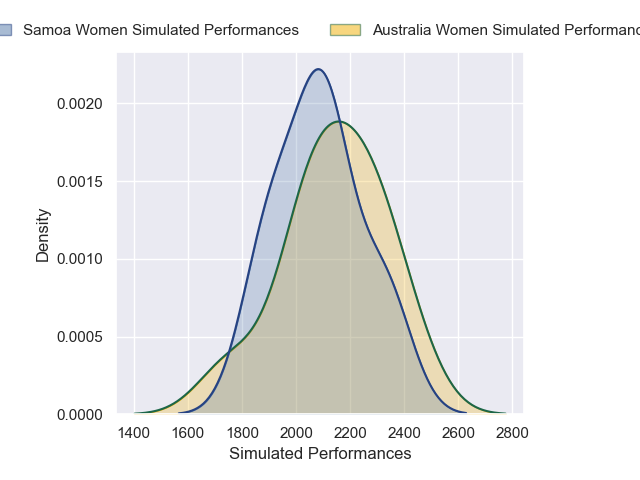 Samoa Women Simulated Performances
Australia Women Simulated
0.0020
0.0015
0.0010
0.0005
0.0000
Density
1400 1600 1800 2000 2200 2400 2600 2800
Simulated Performances